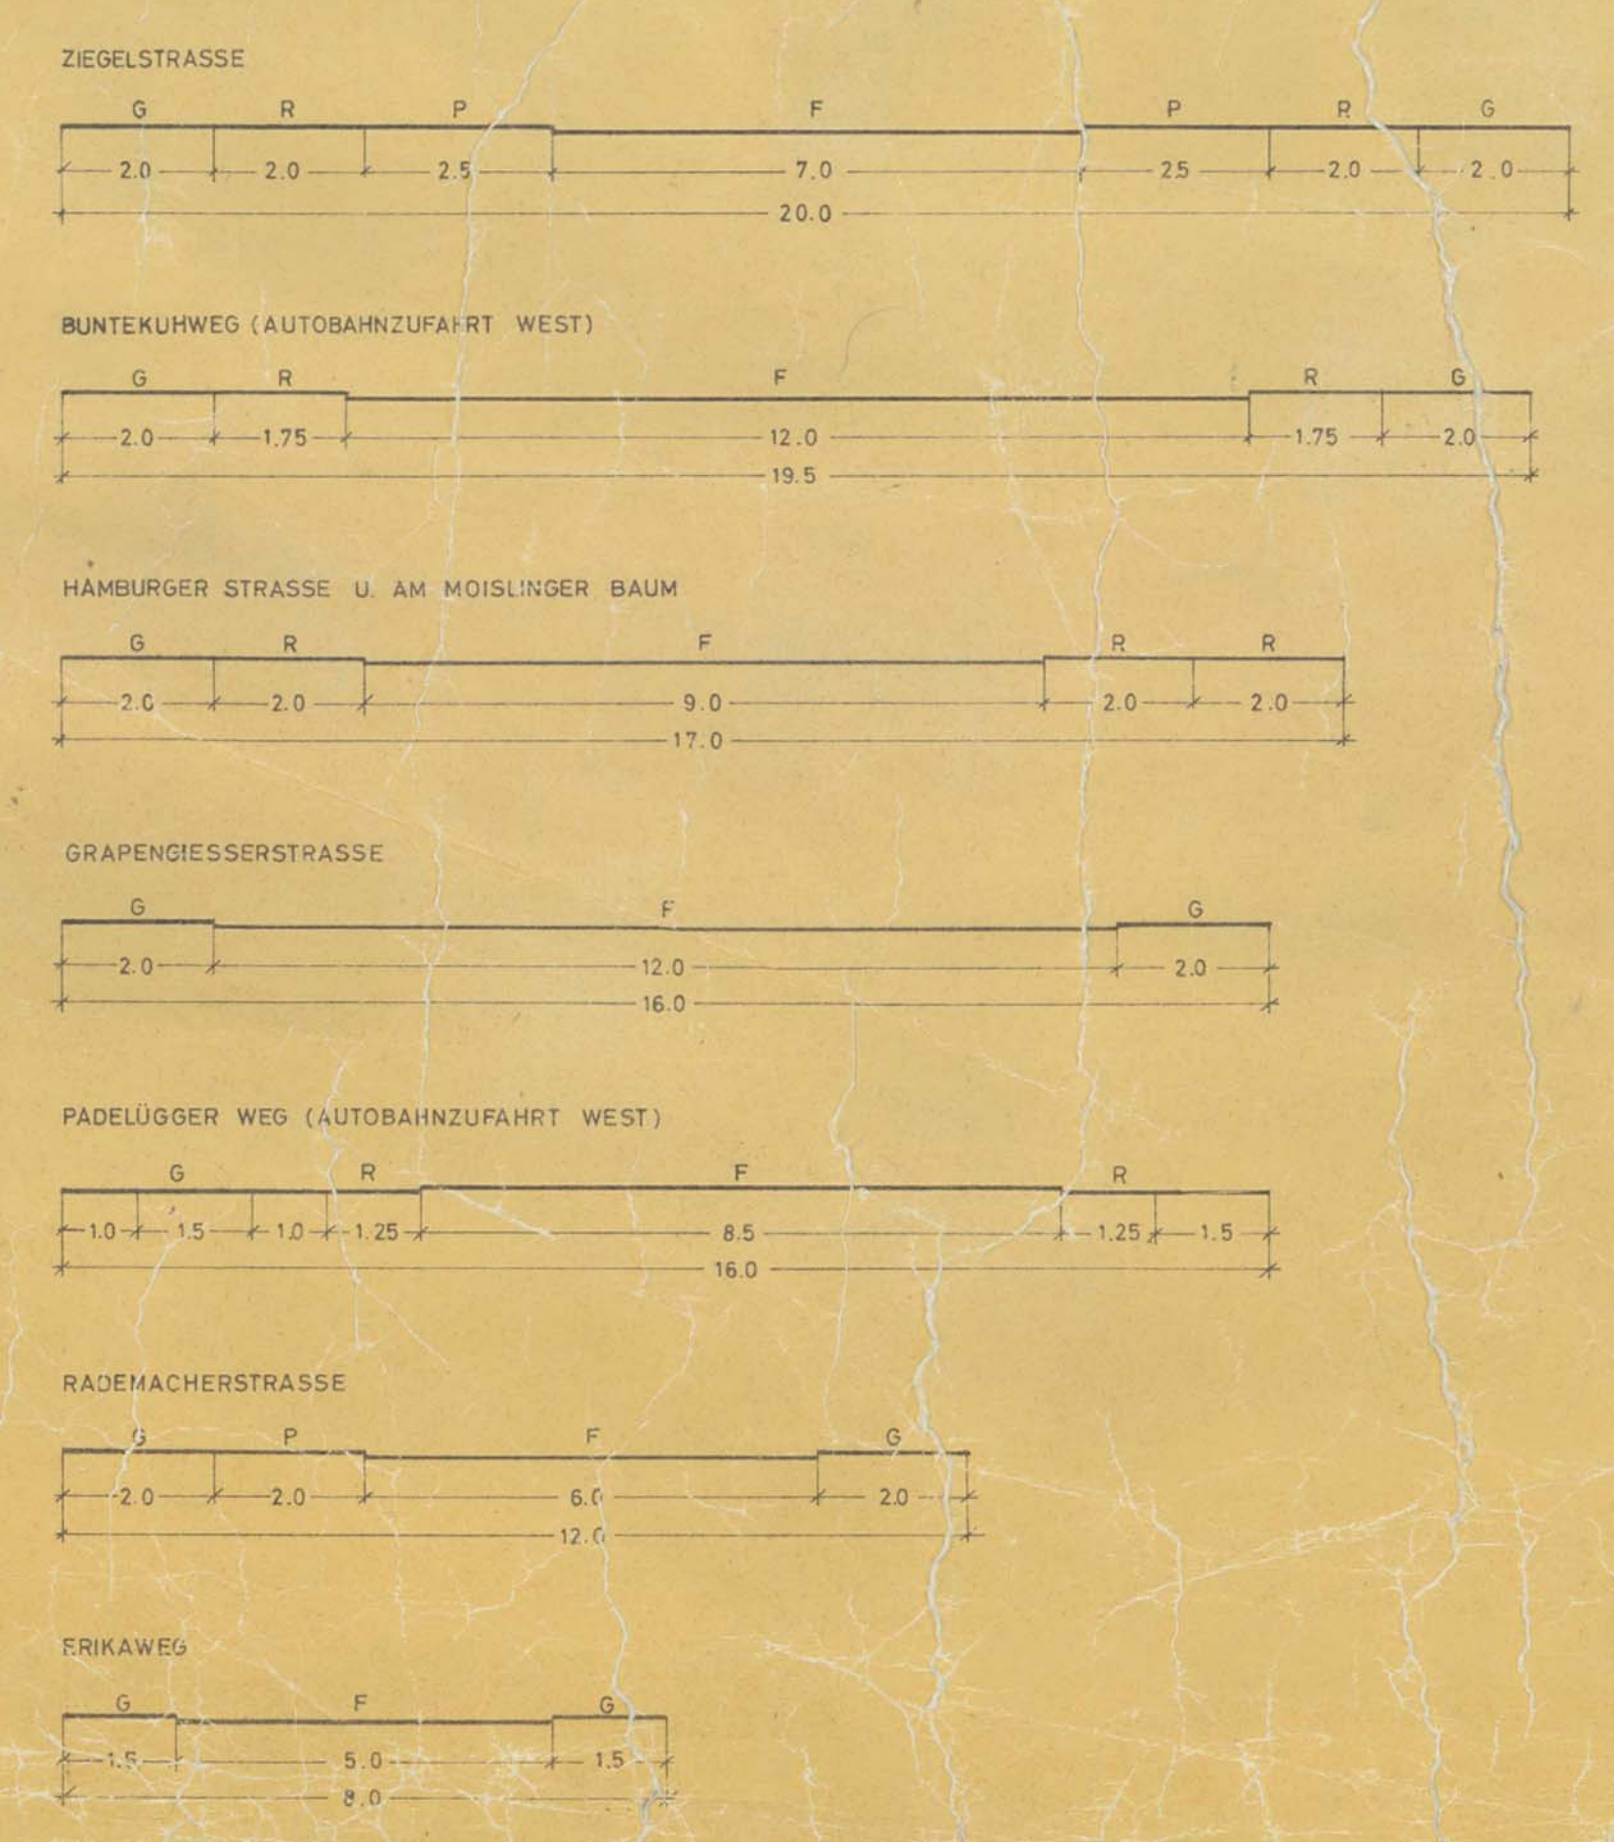 ZIEGELSTRASSE
G R P F P R G
2.0 2.0 2.5 7.0 25 2.0 2.0
20.0
BUNTEKUHWEG (AUTOBAHNZUFAHRT WEST)
G R F R G
2.0 1.75 12.0 1.75 2.0
19.5
HAMBURGER STRASSE U. AM MOISLINGER BAUM
G R F R R
2.0 2.0 9.0 2.0 2.0
17.0
GRAPENGIESSERSTRASSE
G F G
2.0 12.0 2.0
16.0
PADELÜGGER WEG (AUTOBAHNZUFAHRT WEST)
G R F R
1.0 1.5 1.0 1.25 8.5 1.25 1.5
16.0
RADEMACHERSTRASSE
G P F G
2.0 2.0 6.0 2.0
12.0
ERIKAWEG
G F G
1.5 5.0 1.5
8.0